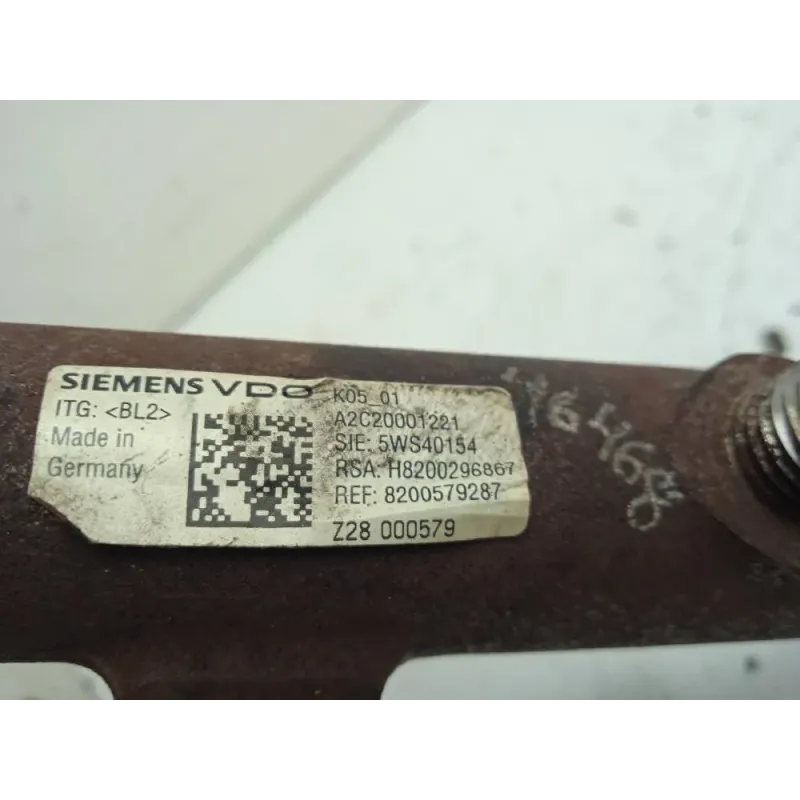 SIEMENS VDO
ITG: <BL2>
Made in
Germany
K05_01
A2C20001221
SIE: 5WS40154
RSA: H8200296867
REF: 8200579287
Z28 000579